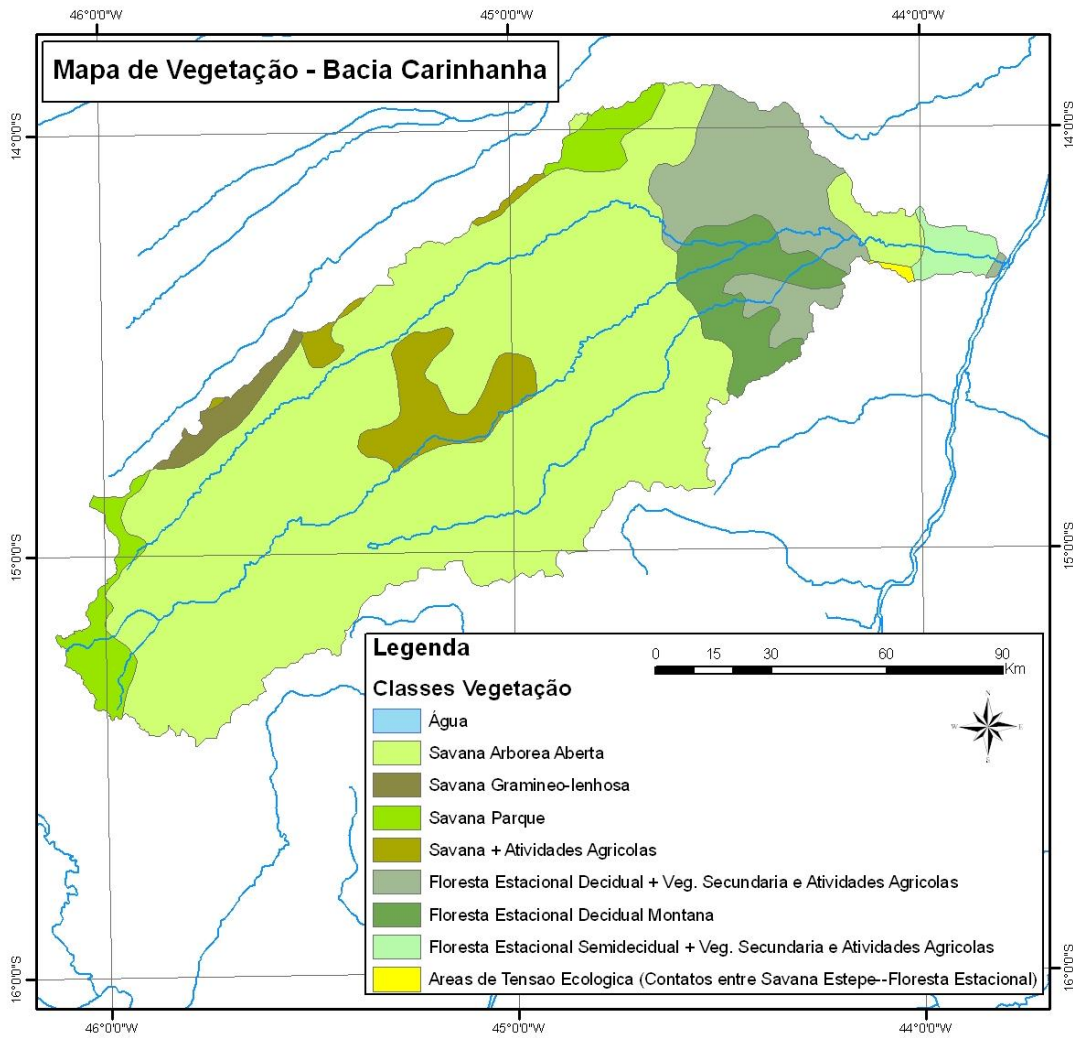 46°0'0"W
45°0'0"W
44°0'0"W
Mapa de Vegetação - Bacia Carinhanha
14°0'0"S
14°0'0"S
15°0'0"S
15°0'0"S
Legenda
0 15 30 60 90
Km
Classes Vegetação
Água
N
W
E
S
Savana Arborea Aberta
Savana Gramineo-lenhosa
Savana Parque
Savana + Atividades Agricolas
Floresta Estacional Decidual + Veg. Secundaria e Atividades Agricolas
Floresta Estacional Decidual Montana
Floresta Estacional Semidecidual + Veg. Secundaria e Atividades Agricolas
Areas de Tensao Ecologica (Contatos entre Savana Estepe--Floresta Estacional)
16°0'0"S
16°0'0"S
46°0'0"W
45°0'0"W
44°0'0"W